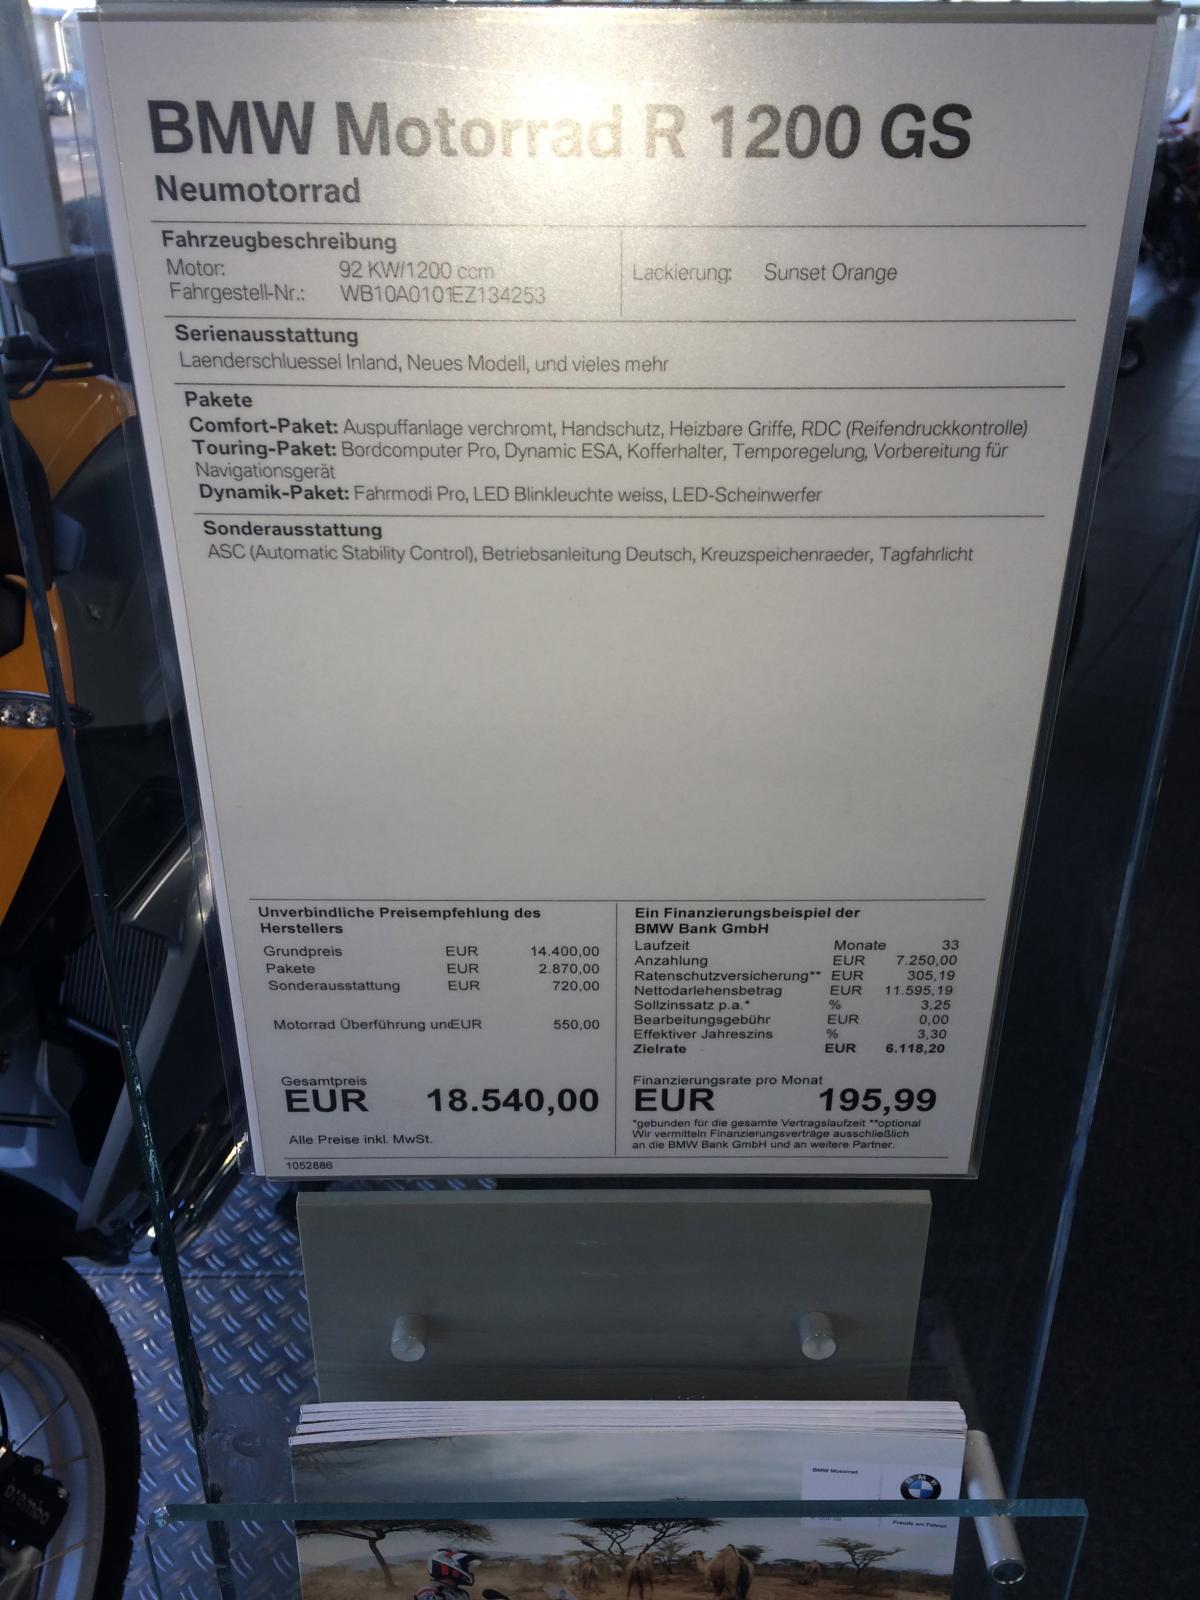 BMW Motorrad R 1200 GS
Neumotorrad
Fahrzeugbeschreibung
Motor: 92 KW/1200 ccm
Lackierung: Sunset Orange
Fahrgestell-Nr.: WB10A0101EZ134253
Serienausstattung
Laenderschluessel Inland, Neues Modell, und vieles mehr
Pakete
Comfort-Paket: Auspuffanlage verchromt, Handschutz, Heizbare Griffe, RDC (Reifendruckkontrolle)
Touring-Paket: Bordcomputer Pro, Dynamic ESA, Kofferhalter, Temporegelung, Vorbereitung für
Navigationsgerät
Dynamik-Paket: Fahrmodi Pro, LED Blinkleuchte weiss, LED-Scheinwerfer
Sonderausstattung
ASC (Automatic Stability Control), Betriebsanleitung Deutsch, Kreuzspeichenraeder, Tagfahrlicht
Unverbindliche Preisempfehlung des
Herstellers
Grundpreis EUR 14.400,00
Pakete EUR 2.870,00
Sonderausstattung EUR 720,00
Motorrad Überführung und EUR 550,00
Gesamtpreis
EUR 18.540,00
Alle Preise inkl. MwSt.
1052886
Ein Finanzierungsbeispiel der
BMW Bank GmbH
Laufzeit Monate 33
Anzahlung EUR 7.250,00
Ratenschutzversicherung** EUR 305,19
Nettodarlehensbetrag EUR 11.595,19
Sollzinssatz p.a.* % 3,25
Bearbeitungsgebühr EUR 0,00
Effektiver Jahreszins % 3,30
Zielrate EUR 6.118,20
Finanzierungsrate pro Monat
EUR 195,99
*gebunden für die gesamte Vertragslaufzeit **optional
Wir vermitteln Finanzierungsverträge ausschließlich
an die BMW Bank GmbH und an weitere Partner.
BMW Motorrad
BMW
Freude am Fahren
brembo